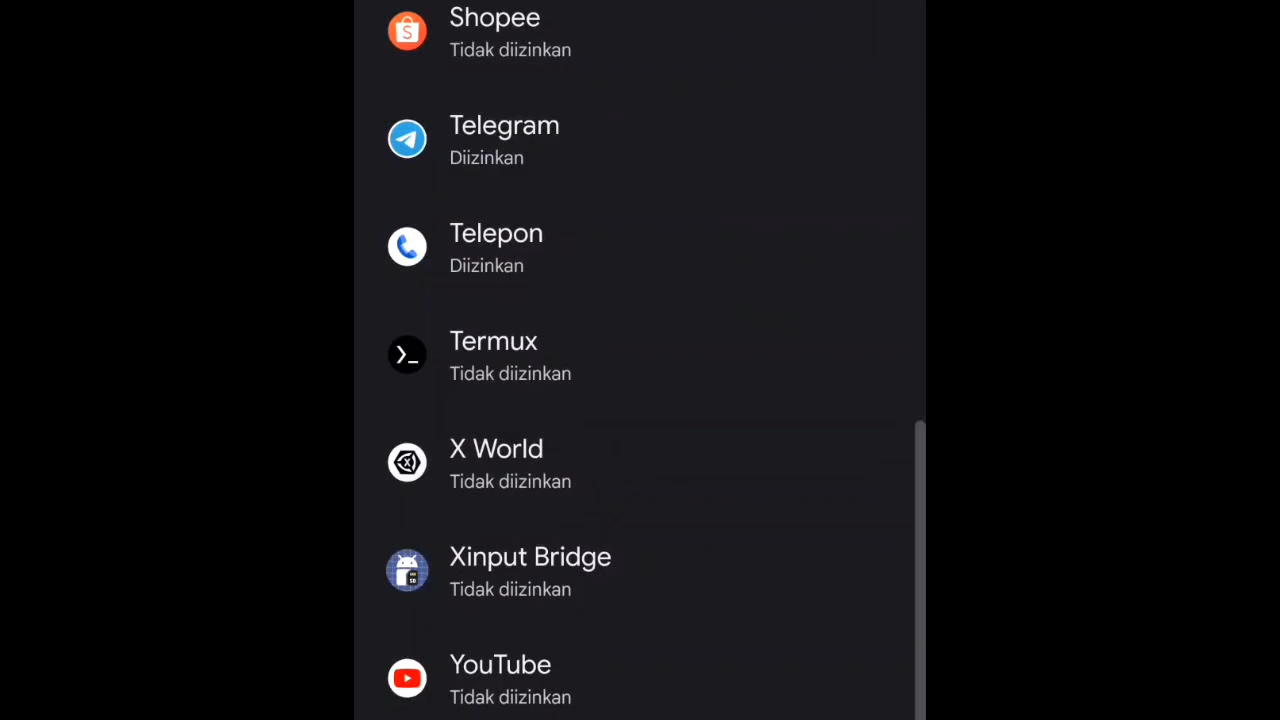 Shopee
Tidak diizinkan
Telegram
Diizinkan
Telepon
Diizinkan
Termux
Tidak diizinkan
X World
Tidak diizinkan
Xinput Bridge
Tidak diizinkan
YouTube
Tidak diizinkan